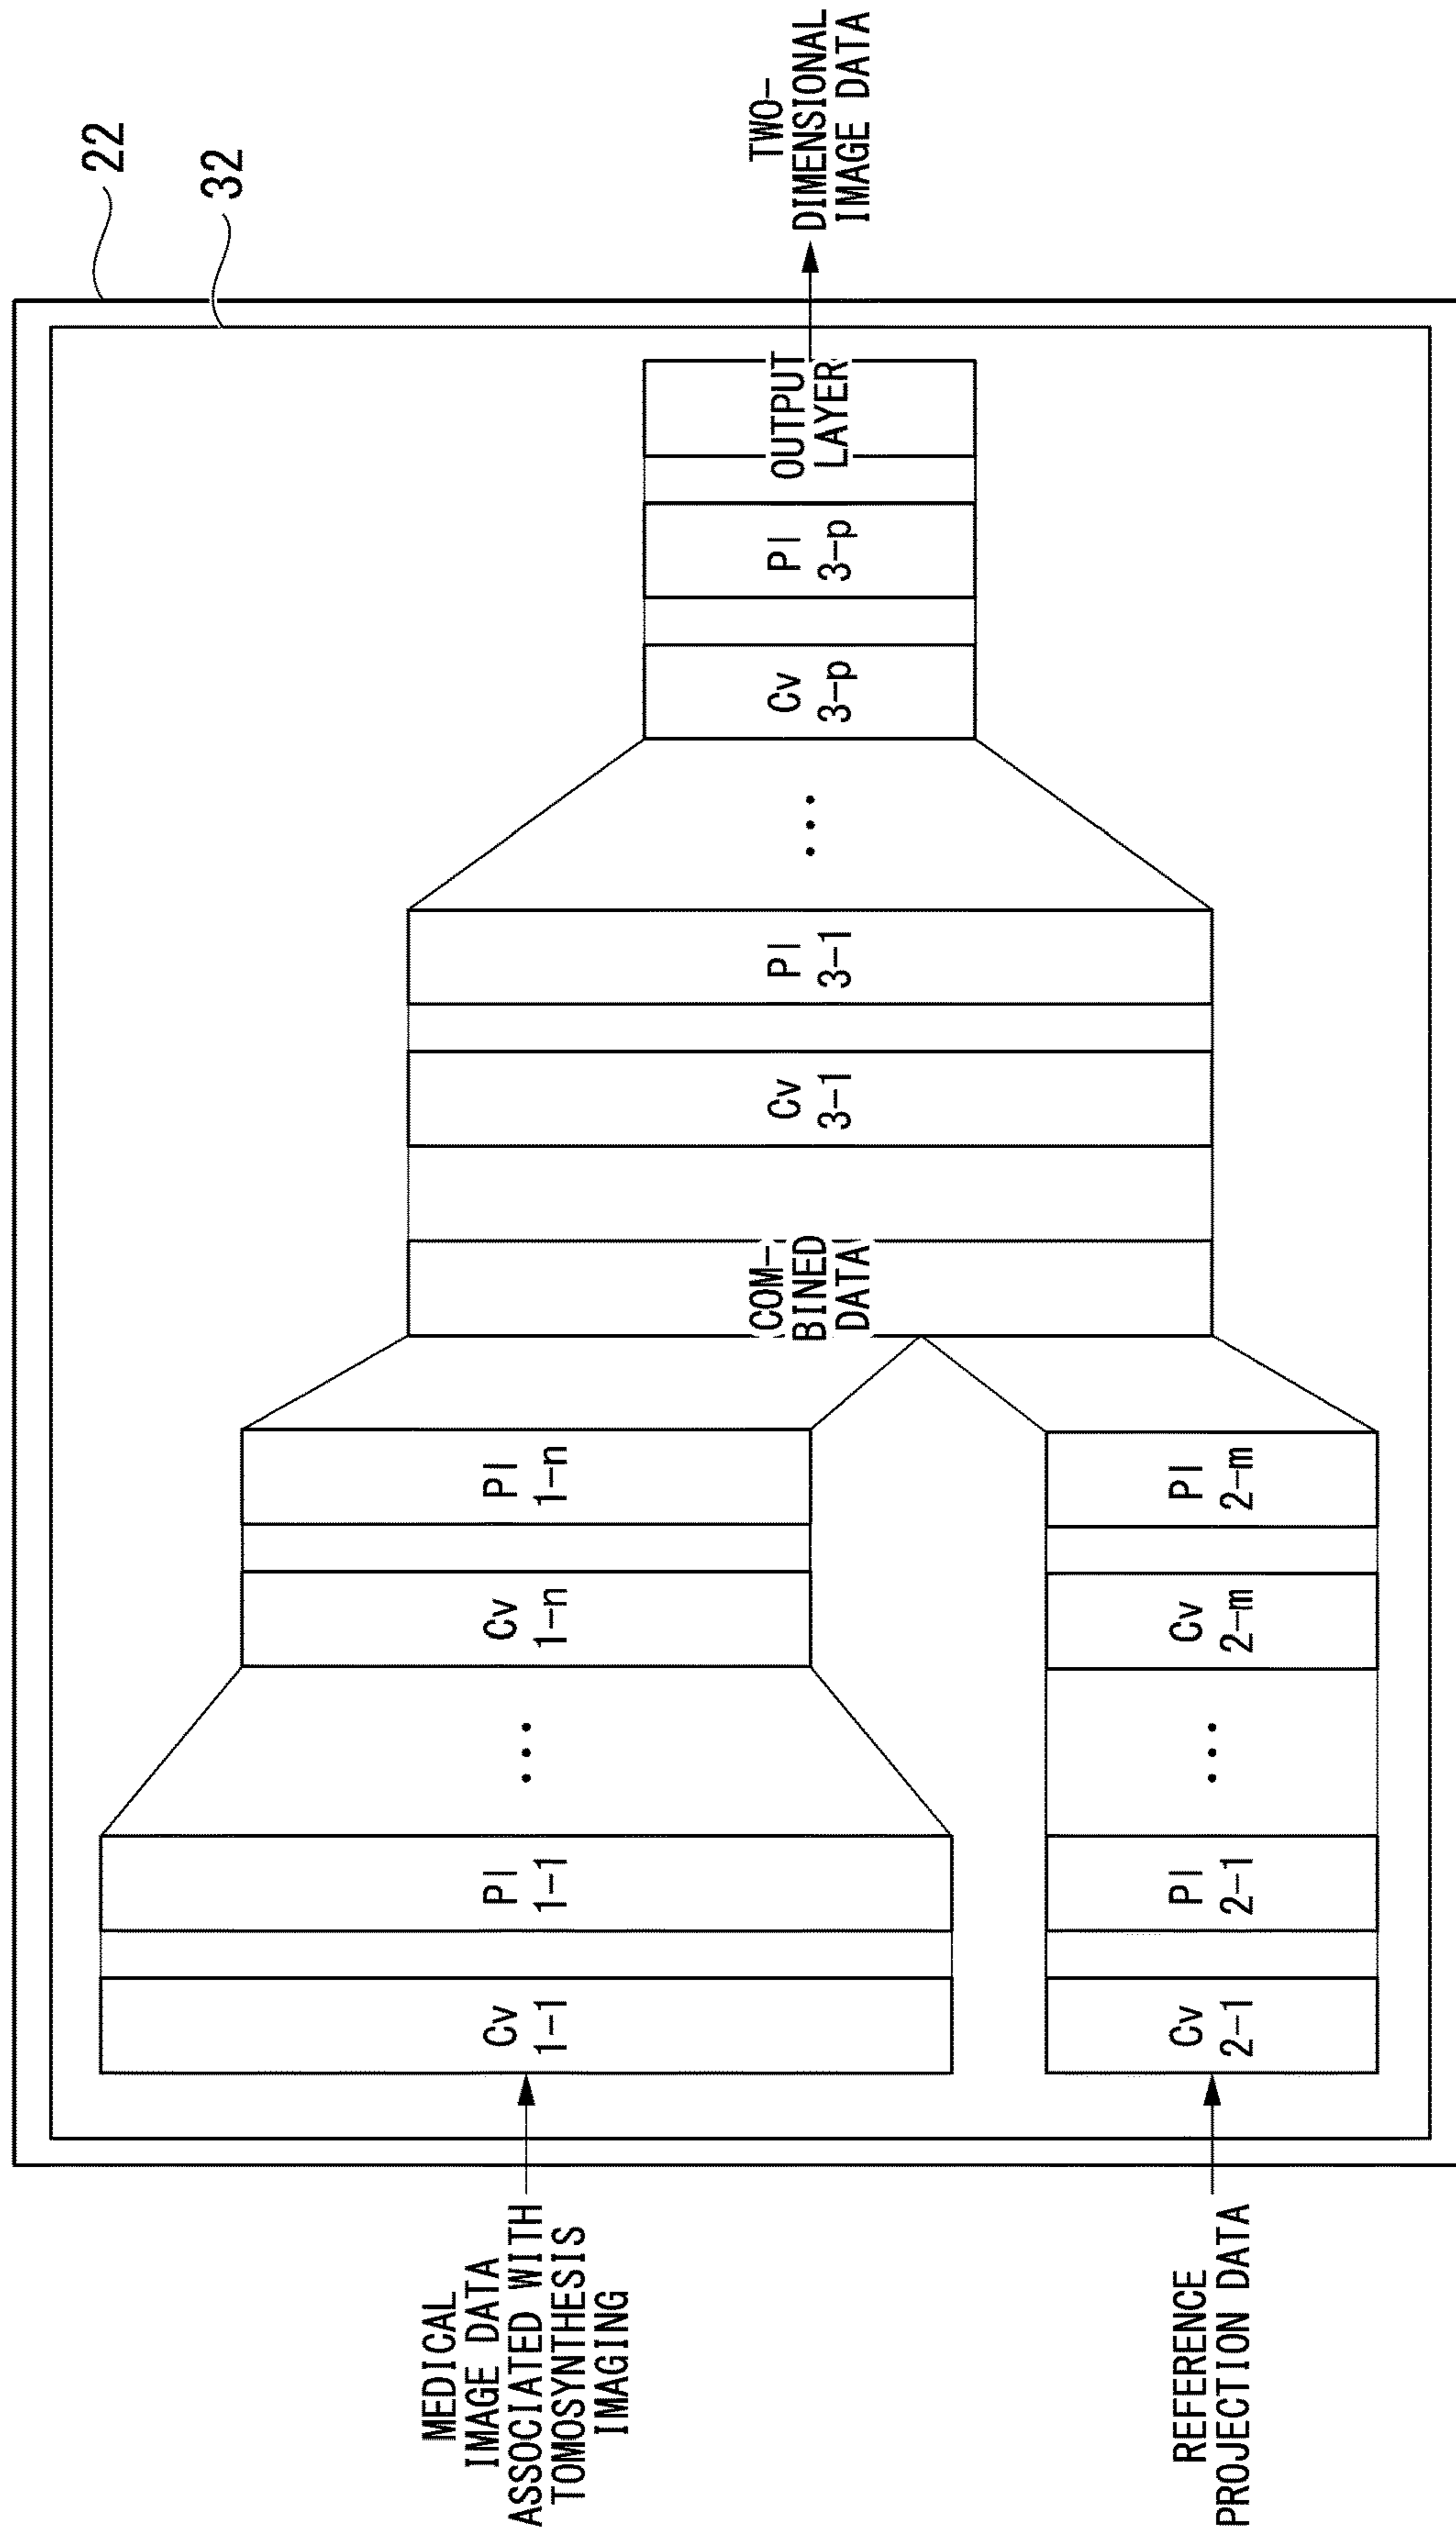 22
32
MEDICAL
IMAGE DATA
ASSOCIATED WITH
TOMOSYNTHESIS
IMAGING
Cv
1-1
Pl
1-1
...
Cv
1-n
Pl
1-n
REFERENCE
PROJECTION DATA
Cv
2-1
Pl
2-1
...
Cv
2-m
Pl
2-m
COM-
BINED
DATA
Cv
3-1
Pl
3-1
...
Cv
3-p
Pl
3-p
OUTPUT
LAYER
TWO-
DIMENSIONAL
IMAGE DATA